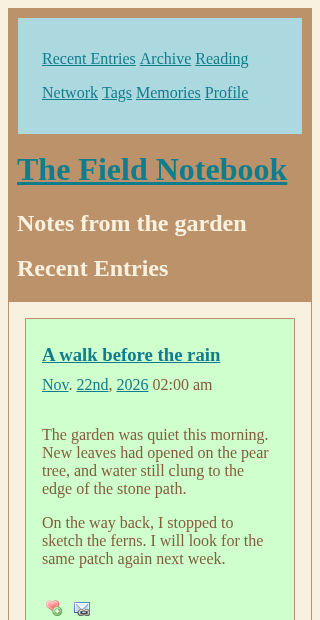 Recent Entries Archive Reading
Network Tags Memories Profile
The Field Notebook
Notes from the garden
Recent Entries
A walk before the rain
Nov. 22nd, 2026 02:00 am
The garden was quiet this morning.
New leaves had opened on the pear
tree, and water still clung to the
edge of the stone path.
On the way back, I stopped to
sketch the ferns. I will look for the
same patch again next week.